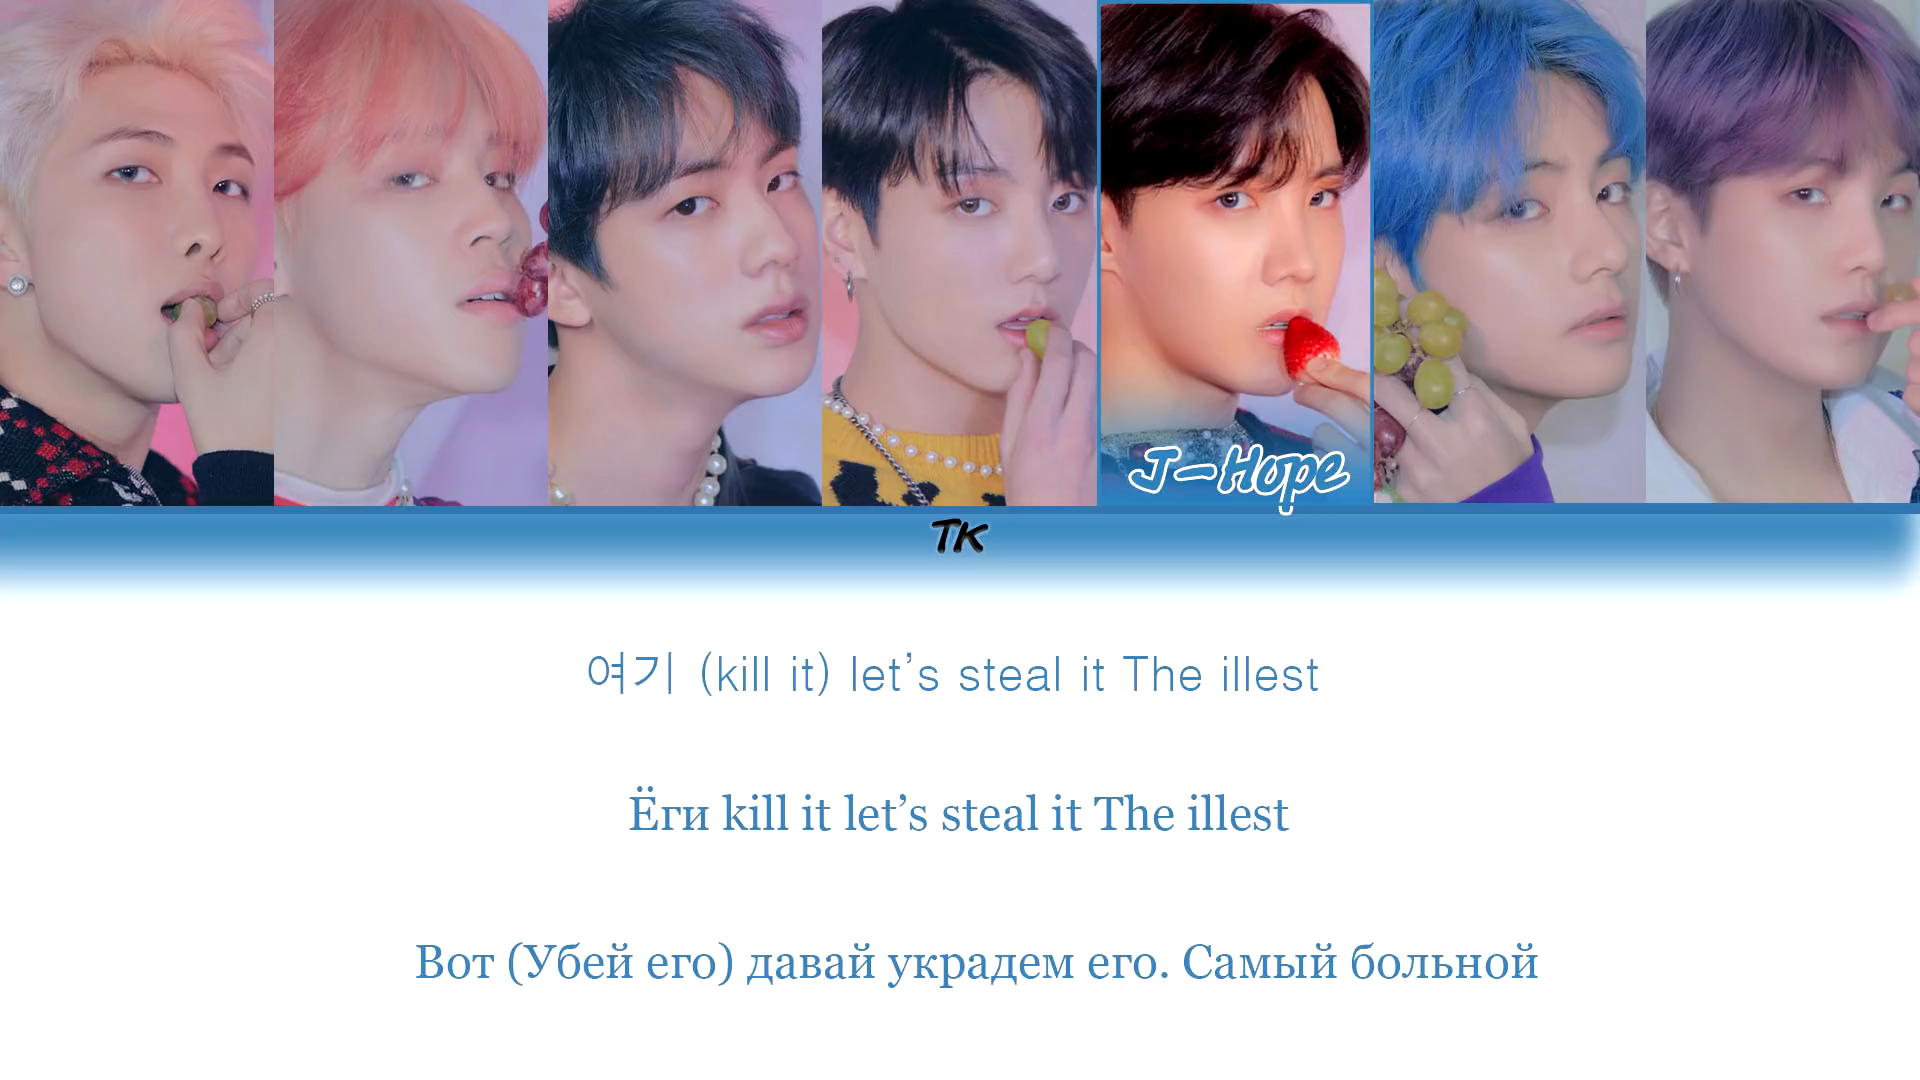 J-Hope
TK
여기 (kill it) let’s steal it The illest
Ёги kill it let’s steal it The illest
Вот (Убей его) давай украдем его. Самый больной